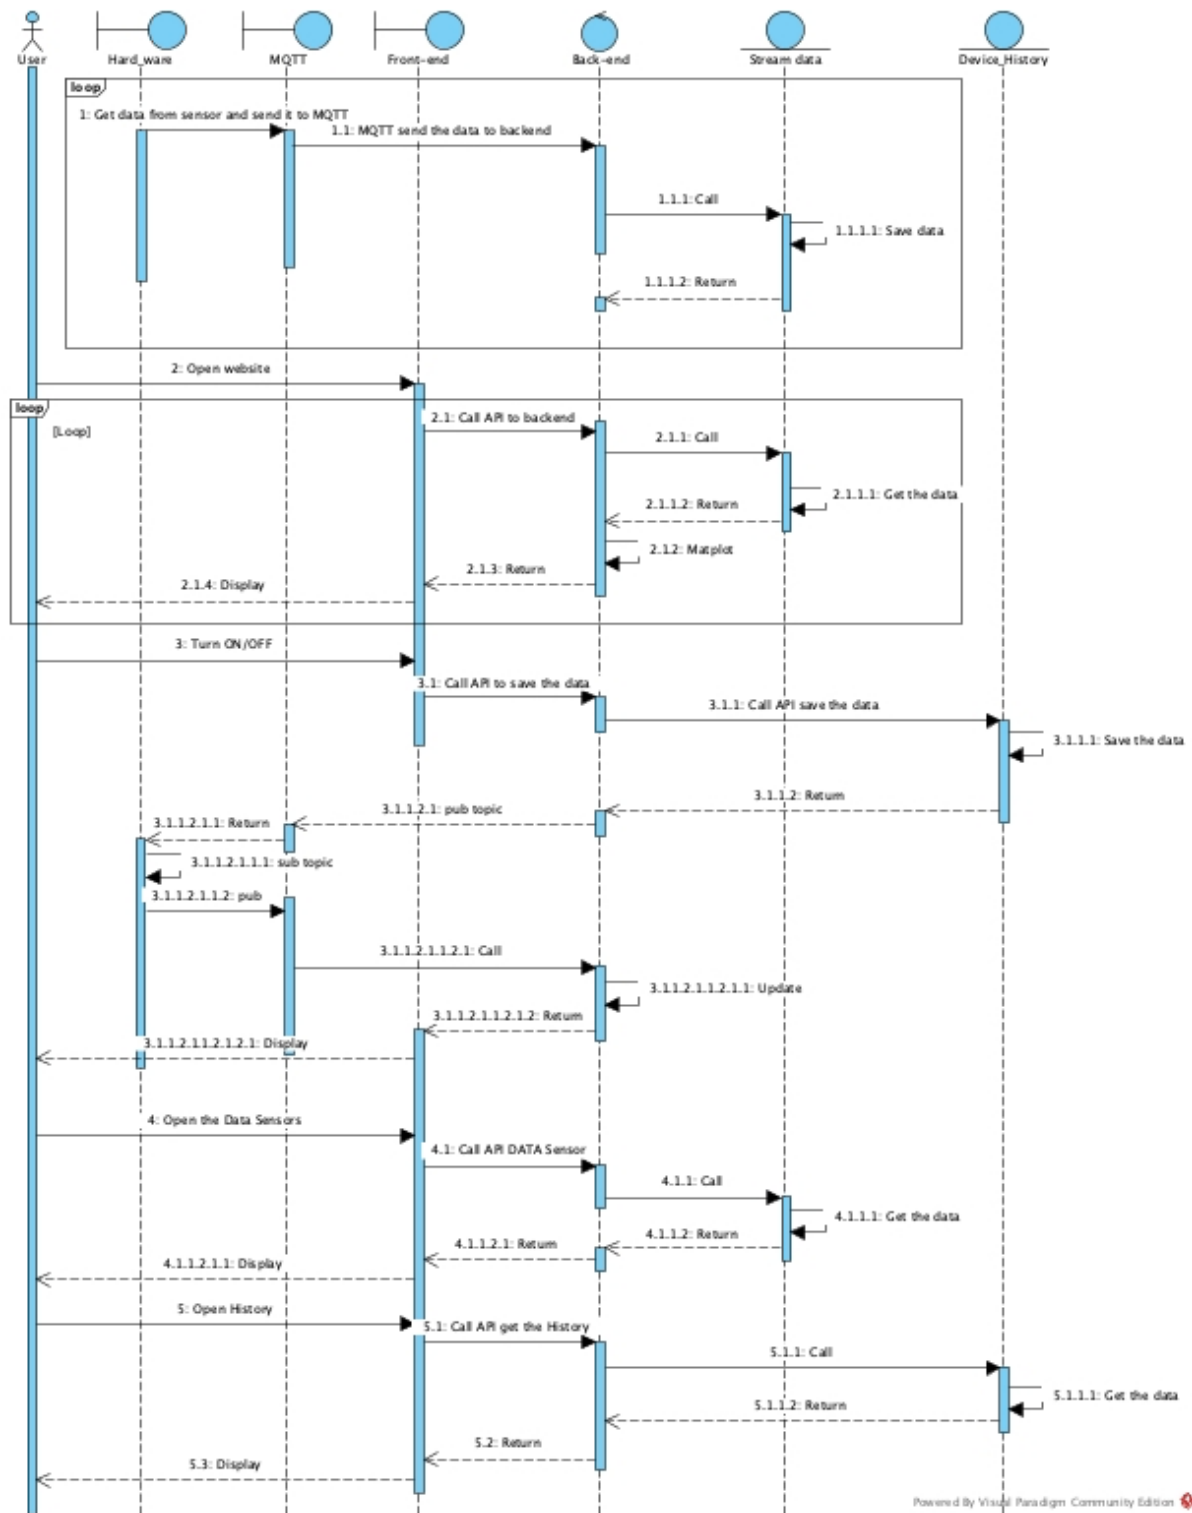 User
Hard_ware
MQTT
Front-end
Back-end
Stream data
Device_History
loop
1: Get data from sensor and send it to MQTT
1.1: MQTT send the data to backend
1.1.1: Call
1.1.1.1: Save data
1.1.1.2: Return
2: Open website
loop
[Loop]
2.1: Call API to backend
2.1.1: Call
2.1.1.1: Get the data
2.1.1.2: Return
2.1.2: Matplot
2.1.3: Return
2.1.4: Display
3: Turn ON/OFF
3.1: Call API to save the data
3.1.1: Call API save the data
3.1.1.1: Save the data
3.1.1.2: Return
3.1.1.2.1: pub topic
3.1.1.2.1.1: Return
3.1.1.2.1.1.1: sub topic
3.1.1.2.1.1.2: pub
3.1.1.2.1.1.2.1: Call
3.1.1.2.1.1.2.1.1: Update
3.1.1.2.1.1.2.1.2: Return
3.1.1.2.1.1.2.1.2.1: Display
4: Open the Data Sensors
4.1: Call API DATA Sensor
4.1.1: Call
4.1.1.1: Get the data
4.1.1.2: Return
4.1.1.2.1: Return
4.1.1.2.1.1: Display
5: Open History
5.1: Call API get the History
5.1.1: Call
5.1.1.1: Get the data
5.1.1.2: Return
5.2: Return
5.3: Display
Powered By Visual Paradigm Community Edition